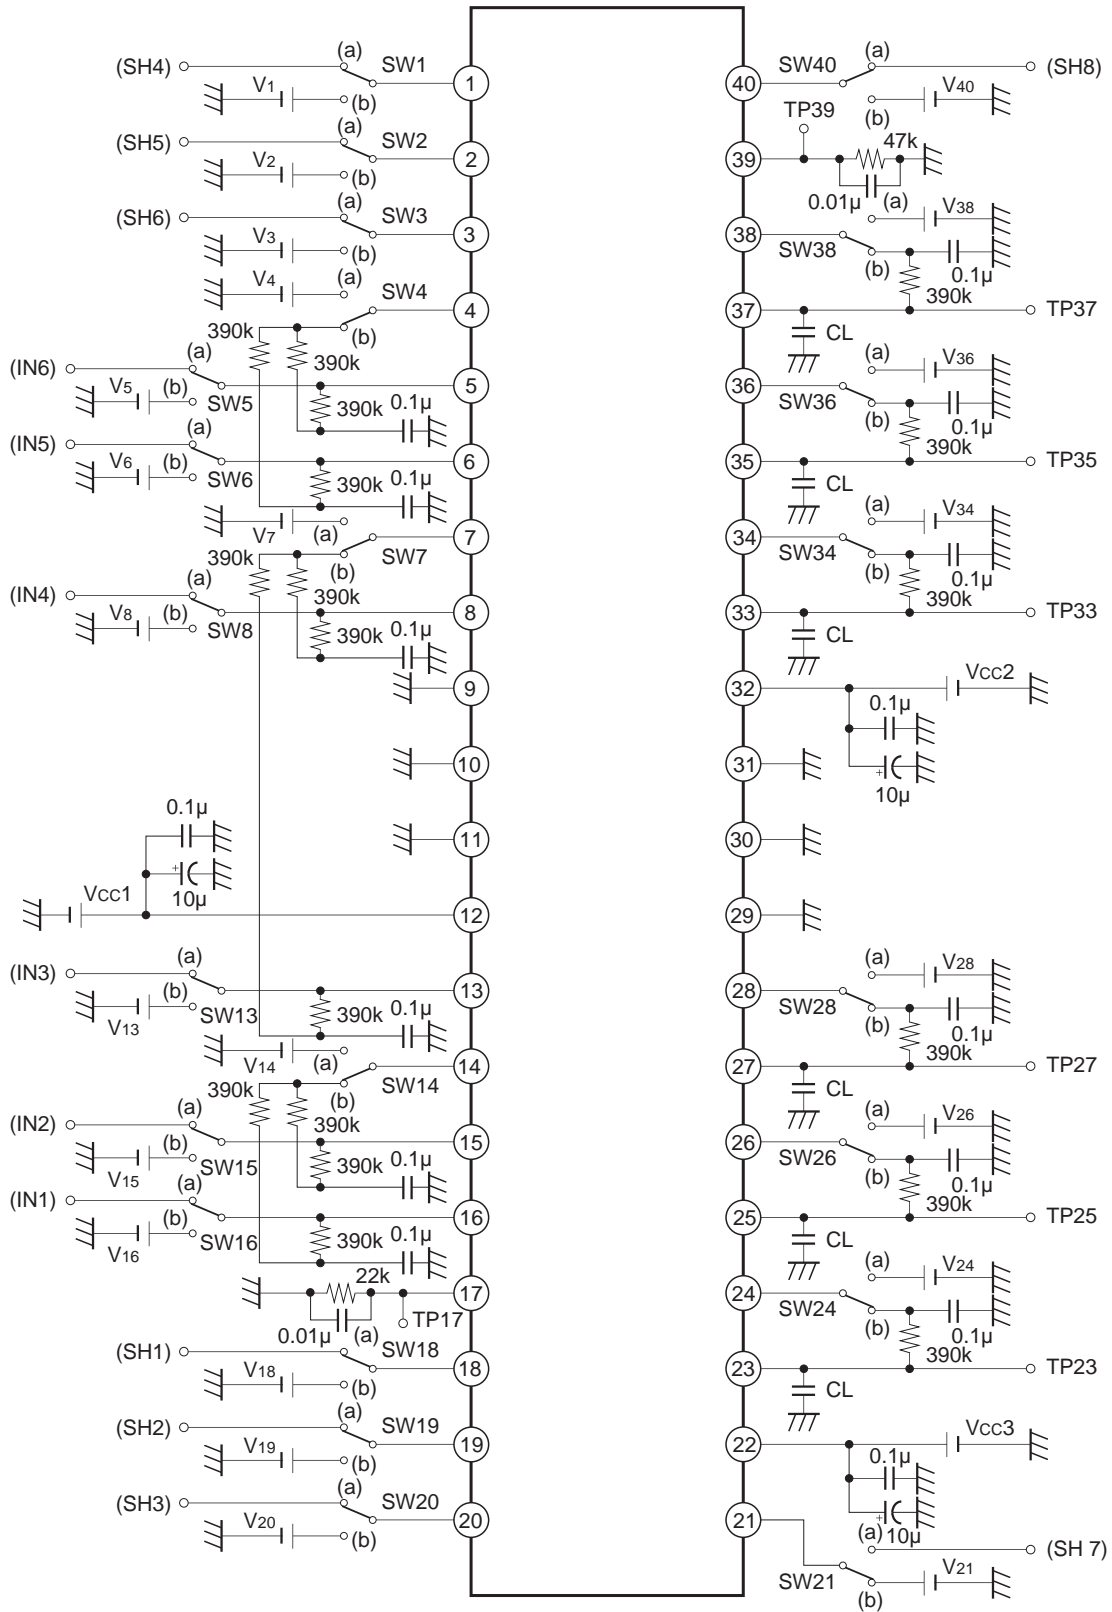 (SH4) (a) SW1 1
V1 (b)
(SH5) (a) SW2 2
V2 (b)
(SH6) (a) SW3 3
V3 (b)
V4 (a) SW4 4
390k (b)
390k
(IN6) (a) 5
V5 (b) SW5 390k 0.1μ
(IN5) (a) 6
V6 (b) SW6 390k 0.1μ
V7 (a) SW7 7
390k (b)
390k
(IN4) (a) 8
V8 (b) SW8 390k 0.1μ
9
10
0.1μ
11
10μ
VCC1 12
(IN3) (a) 13
V13 (b) SW13 390k 0.1μ
V14 (a) SW14 14
390k (b)
390k
(IN2) (a) 15
V15 (b) SW15 390k 0.1μ
(IN1) (a) 16
V16 (b) SW16 390k 0.1μ
22k 17
0.01μ TP17
(SH1) (a) SW18 18
V18 (b)
(SH2) (a) SW19 19
V19 (b)
(SH3) (a) SW20 20
V20 (b)
40 SW40 (a) (SH8)
(b) V40
TP39
39 47k
0.01μ
38 SW38 (a) V38
(b) 0.1μ
390k
37 TP37
CL
36 SW36 (a) V36
(b) 0.1μ
390k
35 TP35
CL
34 SW34 (a) V34
(b) 0.1μ
390k
33 TP33
CL
32 VCC2
0.1μ
10μ
31
30
29
28 SW28 (a) V28
(b) 0.1μ
390k
27 TP27
CL
26 SW26 (a) V26
(b) 0.1μ
390k
25 TP25
CL
24 SW24 (a) V24
(b) 0.1μ
390k
23 TP23
CL
22 VCC3
0.1μ
10μ
21 (a) (SH 7)
SW21 (b) V21